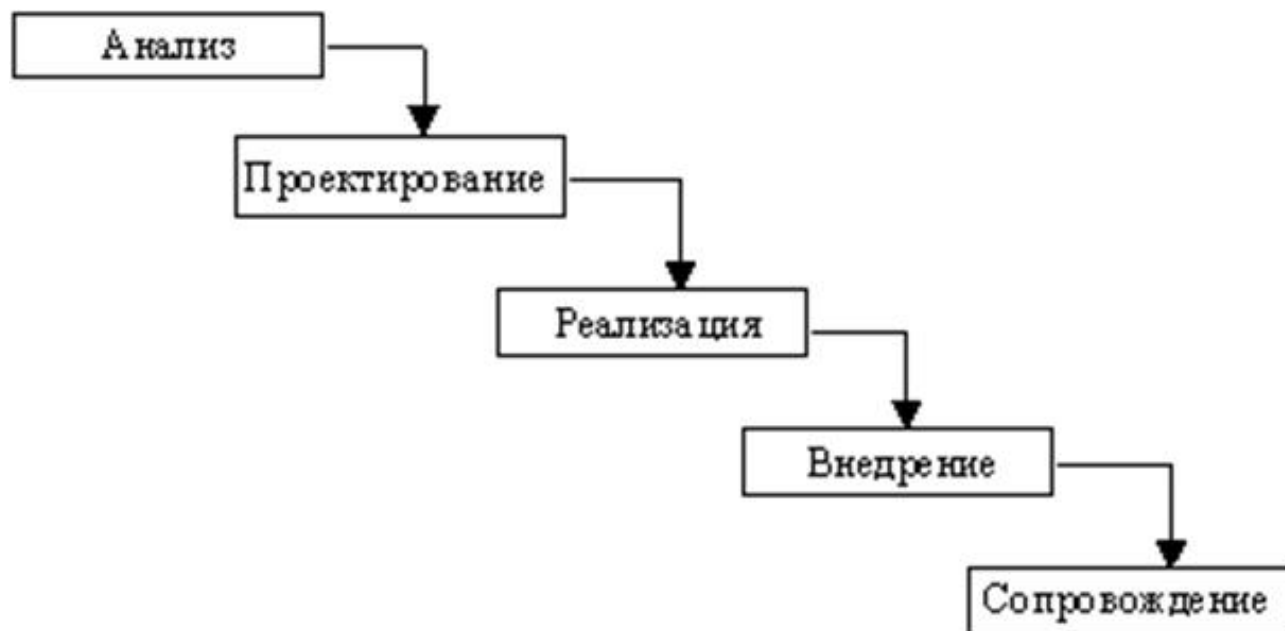 Анализ
Проектирование
Реализация
Внедрение
Сопровождение